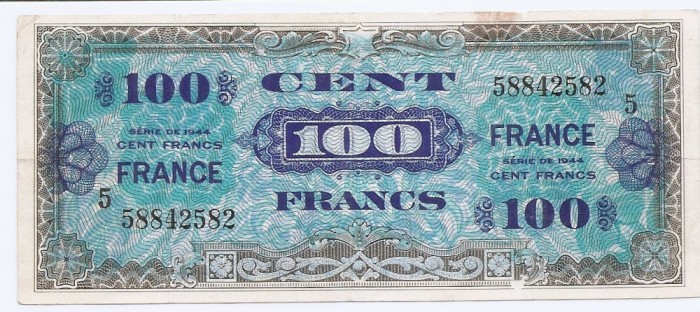 100 CENT 58842582
5
SÉRIE DE 1944
CENT FRANCS
FRANCE
100
FRANCE
SÉRIE DE 1944
CENT FRANCS
5
58842582
FRANCS
100